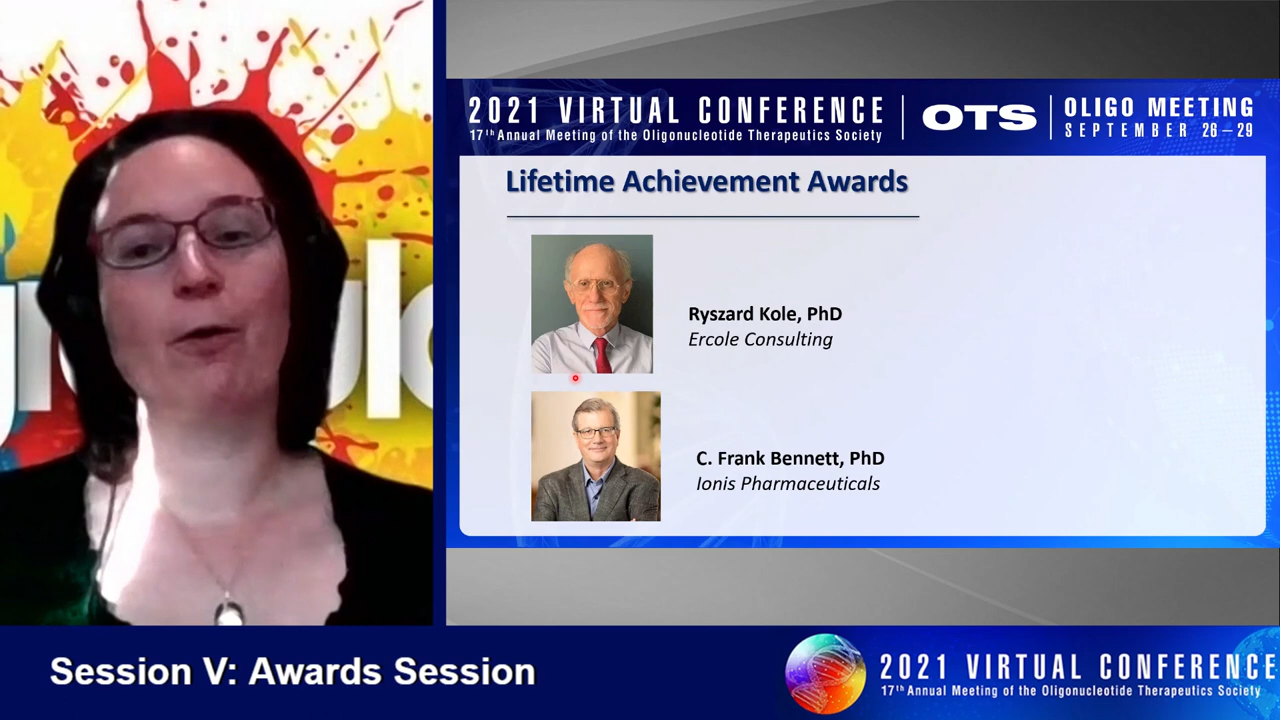 2021 VIRTUAL CONFERENCE
17th Annual Meeting of the Oligonucleotide Therapeutics Society
OTS
OLIGO MEETING
SEPTEMBER 26–29
Lifetime Achievement Awards
Ryszard Kole, PhD
Ercole Consulting
C. Frank Bennett, PhD
Ionis Pharmaceuticals
Session V: Awards Session
2021 VIRTUAL CONFERENCE
17th Annual Meeting of the Oligonucleotide Therapeutics Society